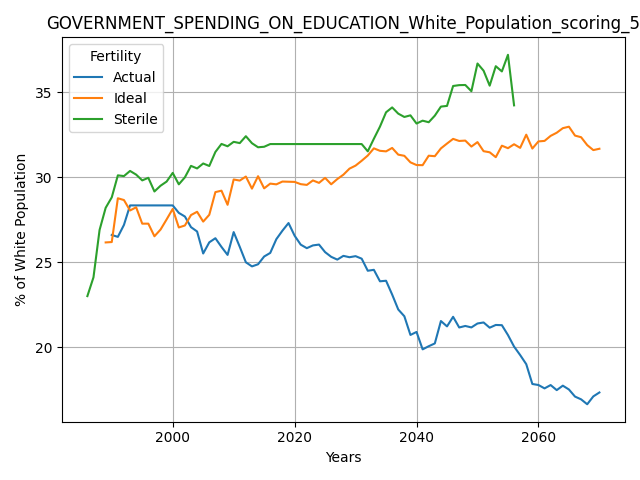 GOVERNMENT_SPENDING_ON_EDUCATION_White_Population_scoring_5
Fertility
Actual
Ideal
Sterile
% of White Population
35
30
25
20
2000 2020 2040 2060
Years